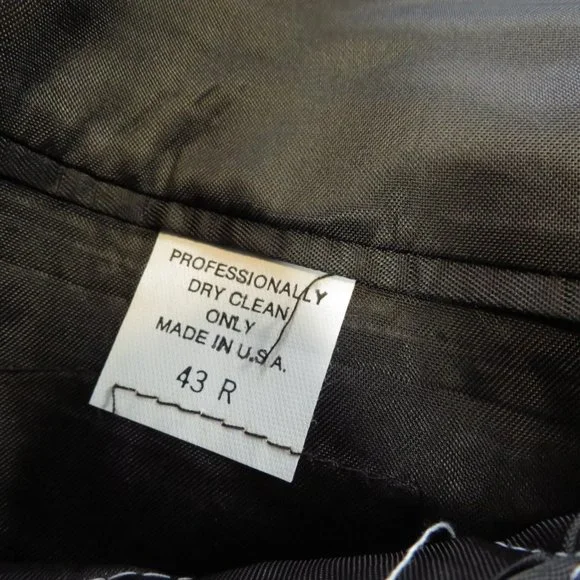 PROFESSIONALLY
DRY CLEAN
ONLY
MADE IN U.S.A.
43 R